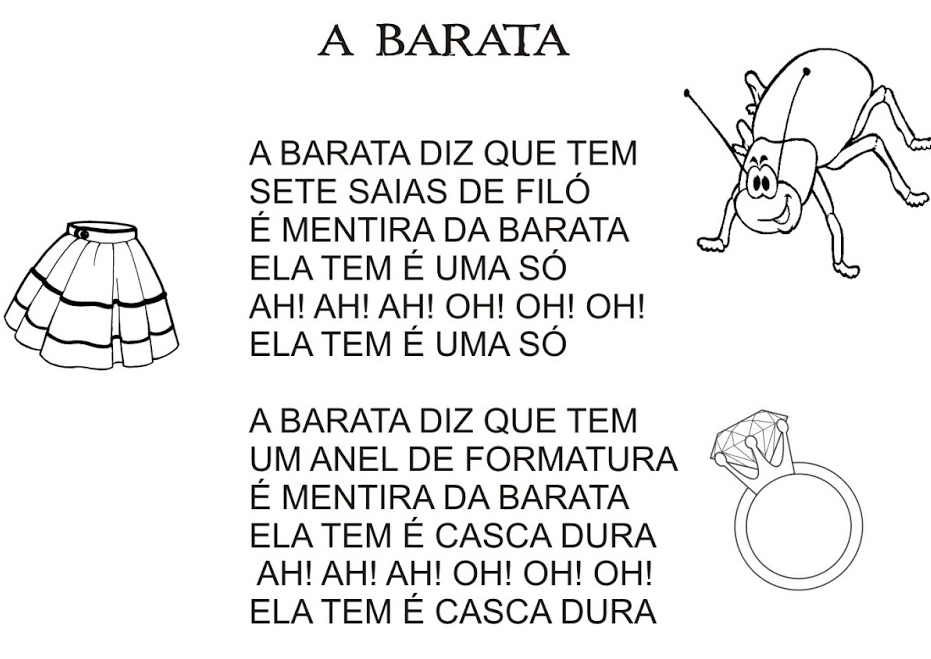 A BARATA
A BARATA DIZ QUE TEM
SETE SAIAS DE FILÓ
É MENTIRA DA BARATA
ELA TEM É UMA SÓ
AH! AH! AH! OH! OH! OH!
ELA TEM É UMA SÓ
A BARATA DIZ QUE TEM
UM ANEL DE FORMATURA
É MENTIRA DA BARATA
ELA TEM É CASCA DURA
AH! AH! AH! OH! OH! OH!
ELA TEM É CASCA DURA